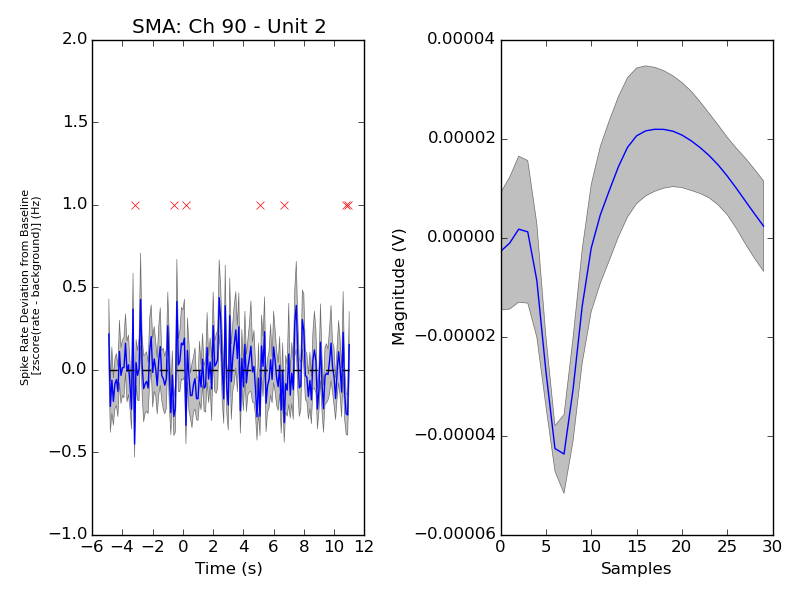 SMA: Ch 90 - Unit 2
Spike Rate Deviation from Baseline
[zscore(rate - background)] (Hz)
2.0
1.5
1.0
0.5
0.0
−0.5
−1.0
−6 −4 −2 0 2 4 6 8 10 12
Time (s)
Magnitude (V)
0.00004
0.00002
0.00000
−0.00002
−0.00004
−0.00006
0 5 10 15 20 25 30
Samples